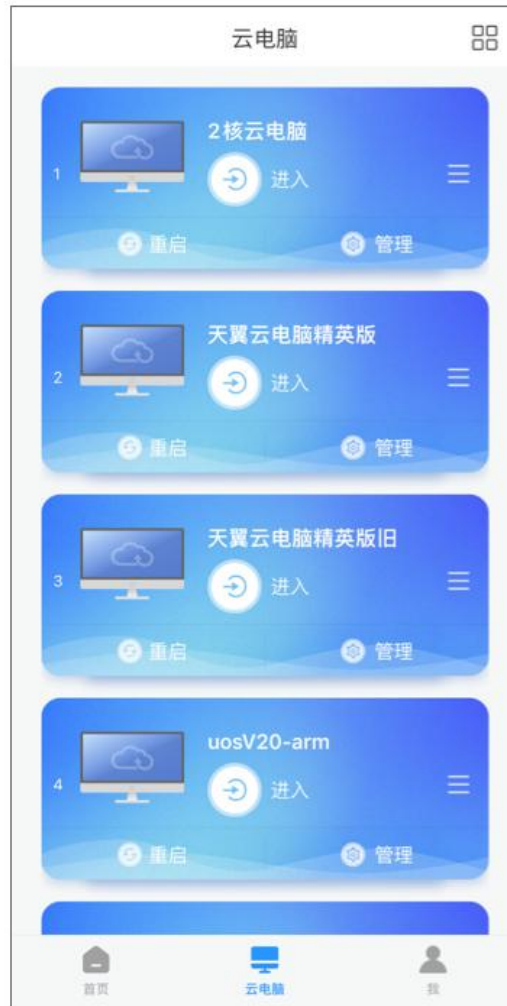 云电脑
2核云电脑
1
进入
重启
管理
天翼云电脑精英版
2
进入
重启
管理
天翼云电脑精英版旧
3
进入
重启
管理
uosV20-arm
4
进入
重启
管理
首页
云电脑
我